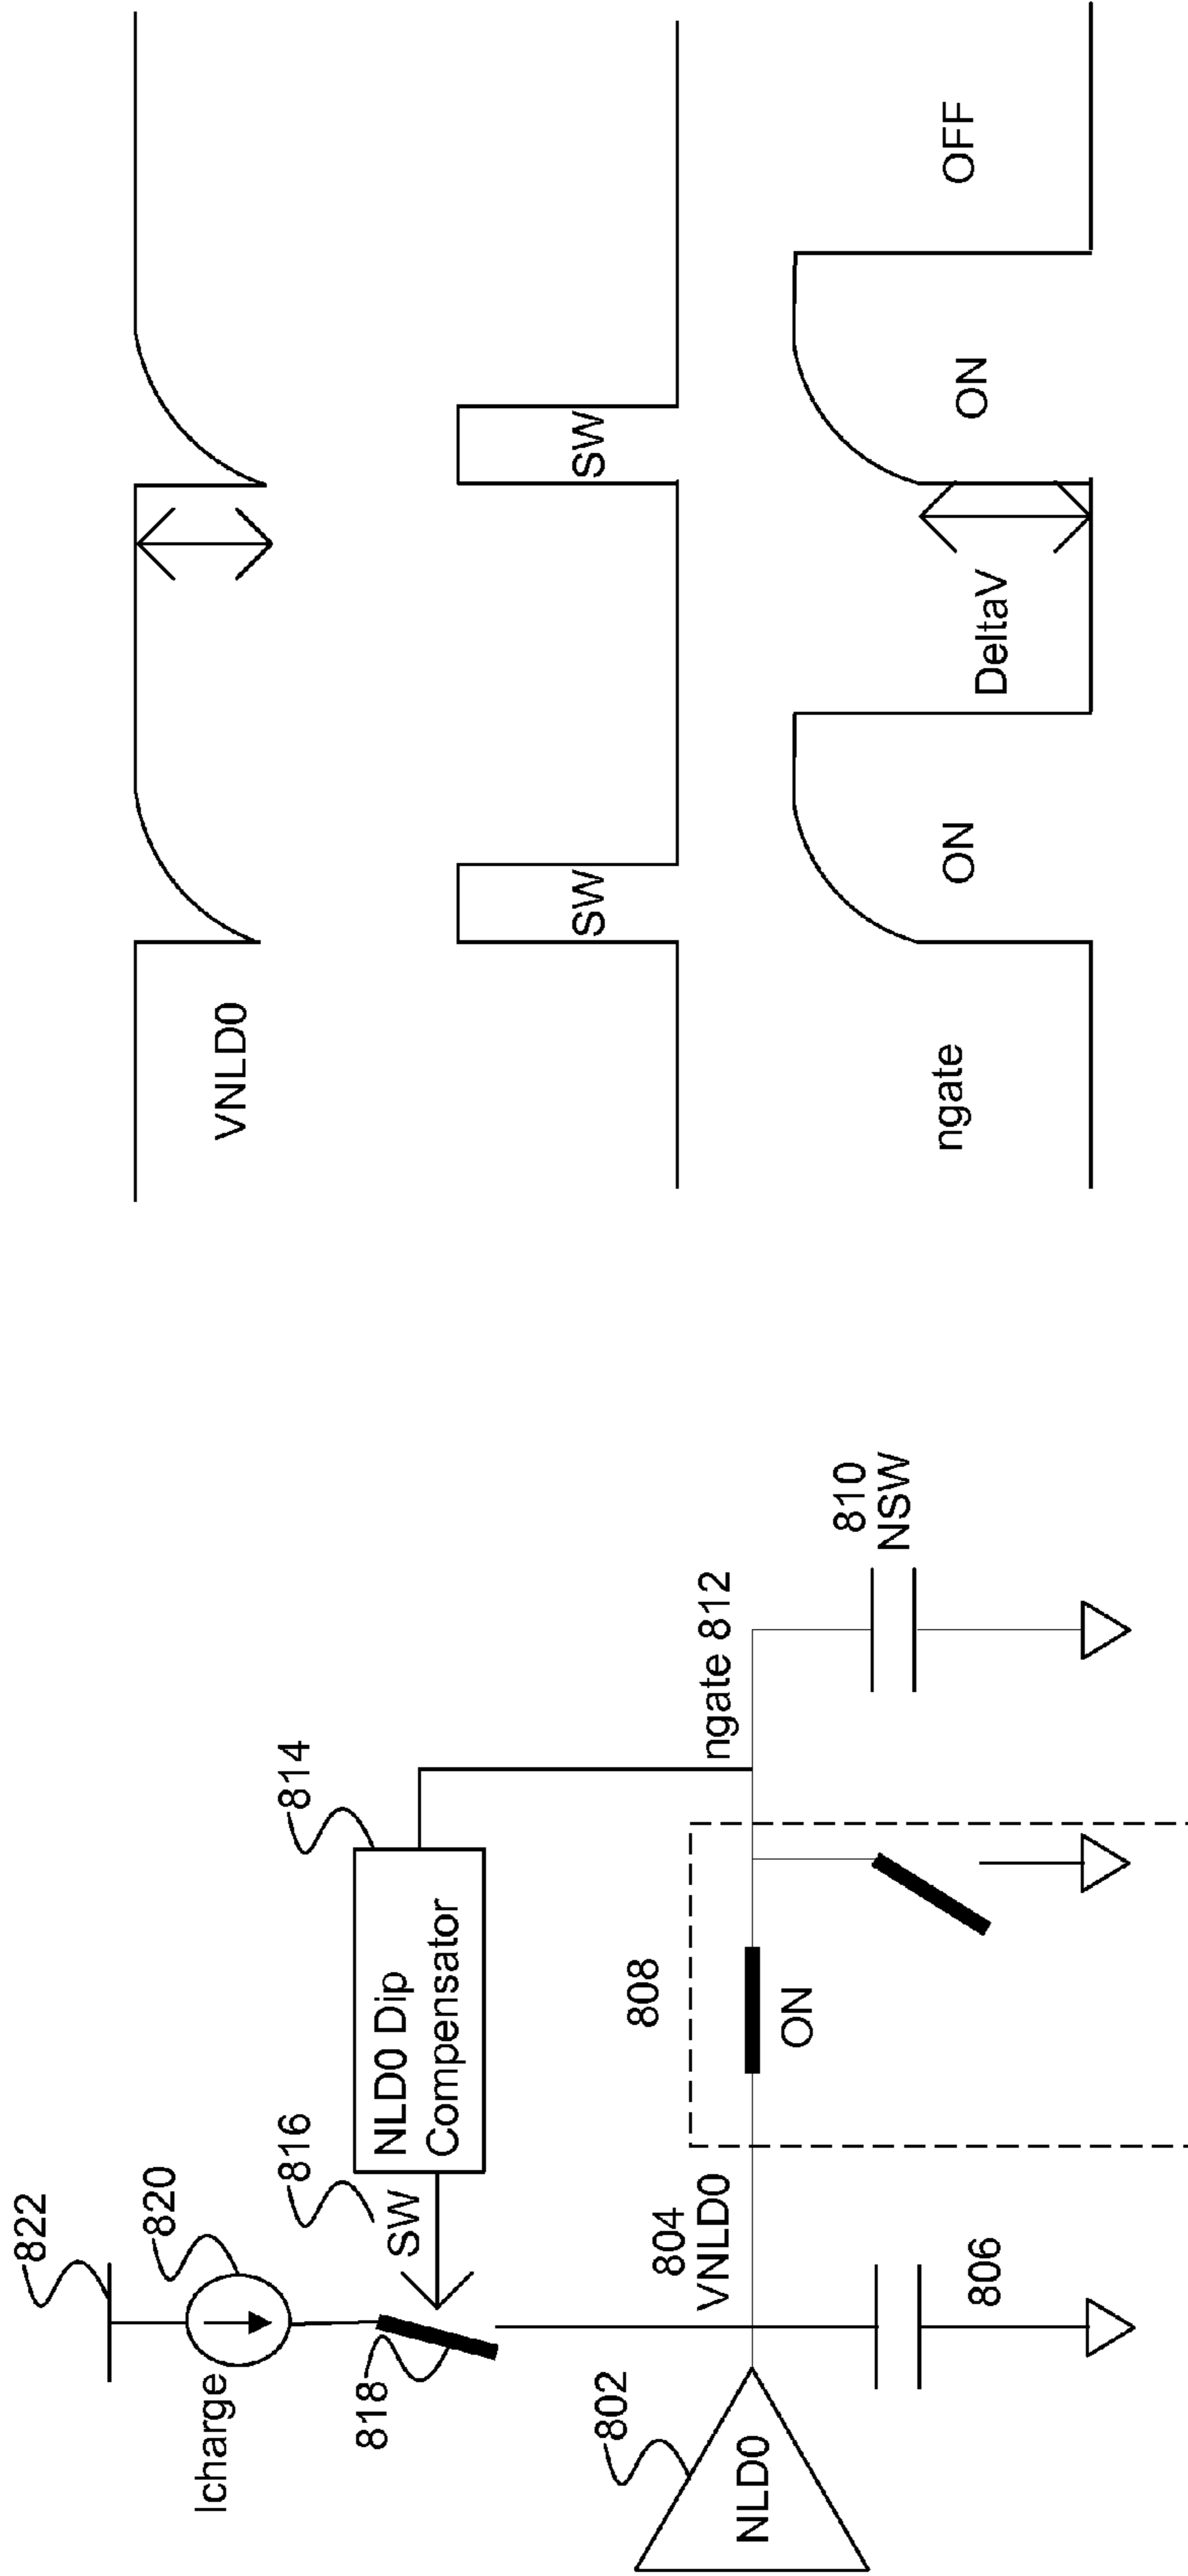 822
820
Icharge
818
816
SW
814
NLD0 Dip
Compensator
802
NLD0
804
VNLD0
806
808
ON
ngate 812
810
NSW
VNLD0
SW
SW
ngate
ON
DeltaV
ON
OFF